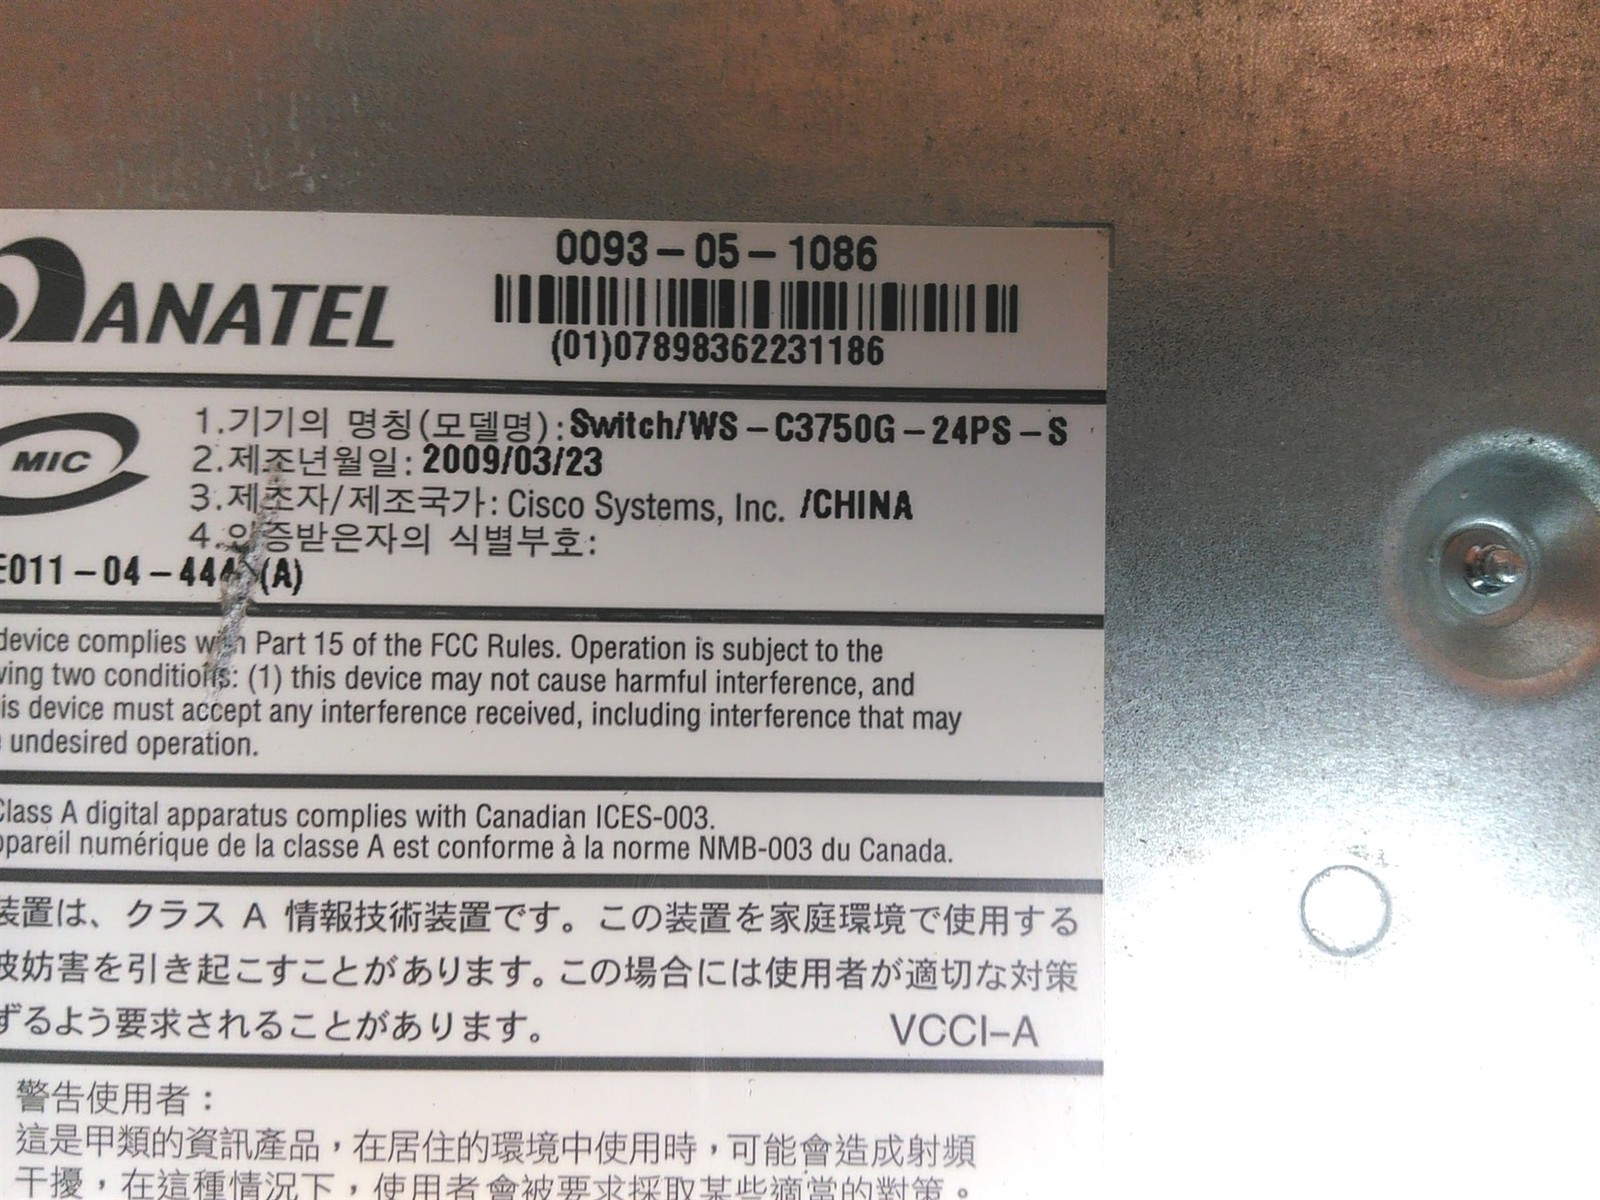 ANATEL
0093-05-1086
(01)07898362231186
MIC
1.기기의 명칭(모델명):Switch/WS-C3750G-24PS-S
2.제조년월일: 2009/03/23
3.제조자/제조국가: Cisco Systems, Inc. /CHINA
4.인증받은자의 식별부호:
E011-04-444 (A)
device complies with Part 15 of the FCC Rules. Operation is subject to the
wing two conditions: (1) this device may not cause harmful interference, and
is device must accept any interference received, including interference that may
undesired operation.
Class A digital apparatus complies with Canadian ICES-003.
ppareil numérique de la classe A est conforme à la norme NMB-003 du Canada.
装置は、クラス A 情報技術装置です。この装置を家庭環境で使用する
波妨害を引き起こすことがあります。この場合には使用者が適切な対策
ずるよう要求されることがあります。 VCCI-A
警告使用者：
這是甲類的資訊產品，在居住的環境中使用時，可能會造成射頻
干擾，在這種情況下，使用者會被要求採取某些適當的對策。